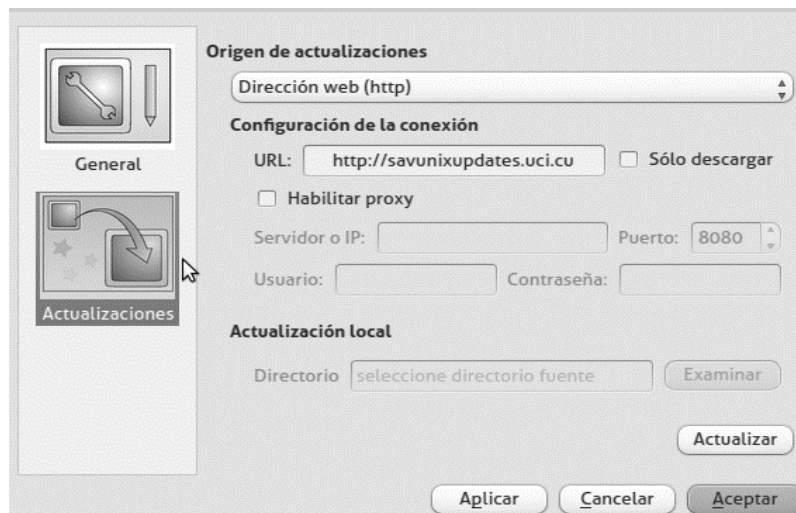 General
Actualizaciones
Origen de actualizaciones
Dirección web (http)
Configuración de la conexión
URL: http://savunixupdates.uci.cu Sólo descargar
Habilitar proxy
Servidor o IP: Puerto: 8080
Usuario: Contraseña:
Actualización local
Directorio seleccione directorio fuente Examinar
Actualizar
Aplicar Cancelar Aceptar